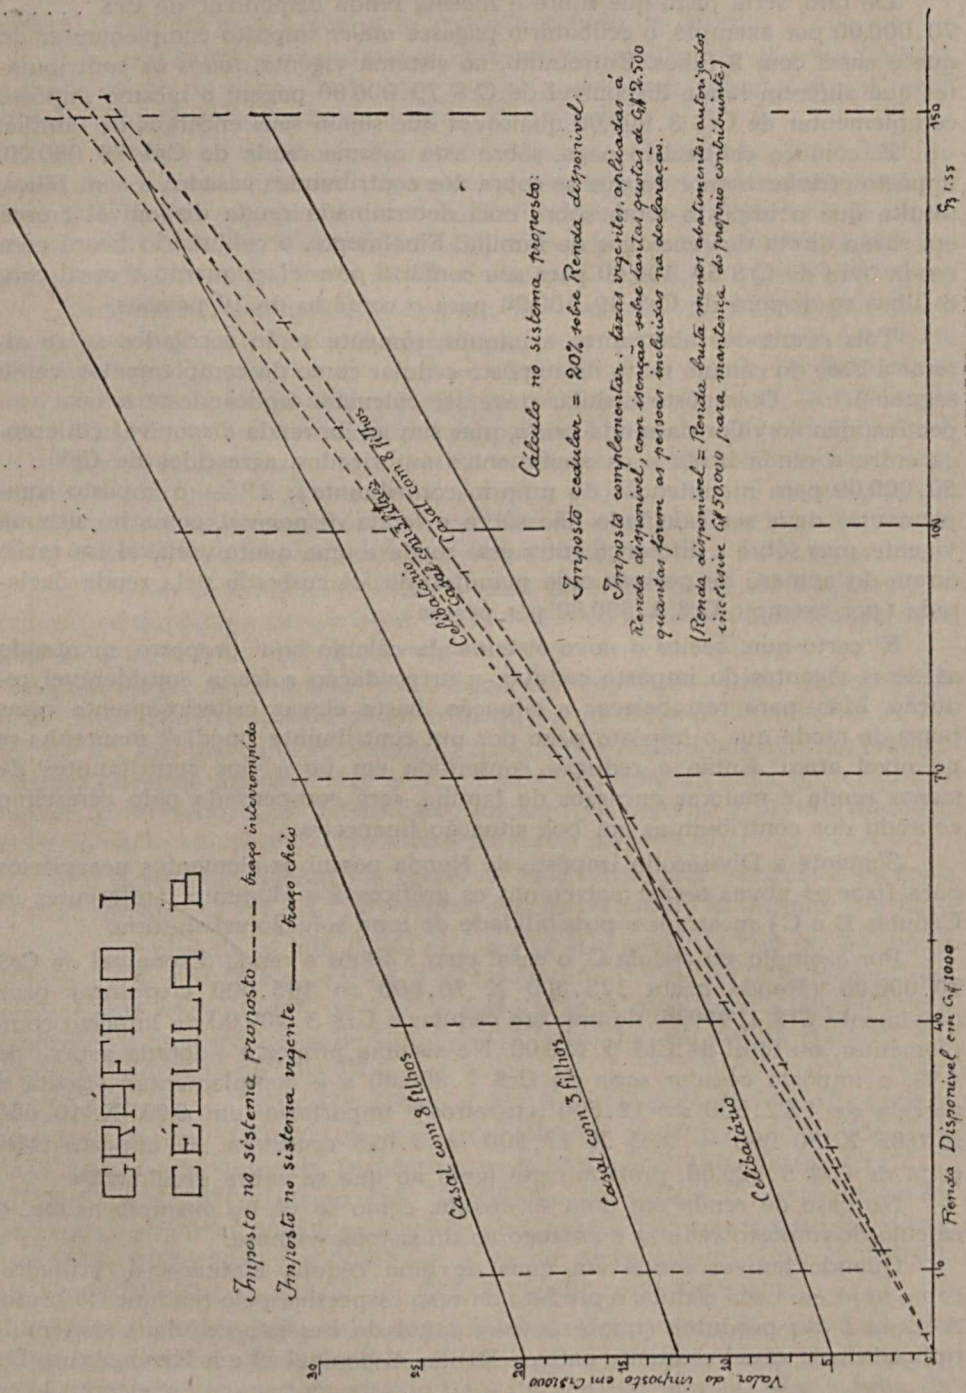 GRÁFICO I
CÉDULA B
Imposto no sistema proposto ---- traço interrompido
Imposto no sistema vigente —— traço cheio
Casal com 8 filhos
Casal com 3 filhos
Celibatário
Celibatário
Casal com 3 filhos
Casal com 8 filhos
Cálculo no sistema proposto:
Imposto cedular = 20% sobre Renda disponível.
Imposto complementar: taxas vigentes, aplicadas à
Renda disponível, com isenção sobre tantas quotas de Cr$ 2.500
quantas forem as pessoas incluidas na declaração.
(Renda disponível = Renda bruta menos abatimentos autorizados
inclusive Cr$ 50.000 para mantença do próprio contribuinte)
Valor do imposto em Cr$1000
30
25
20
15
10
5
0
10
40
70
100
150
Renda Disponível em Cr$1000